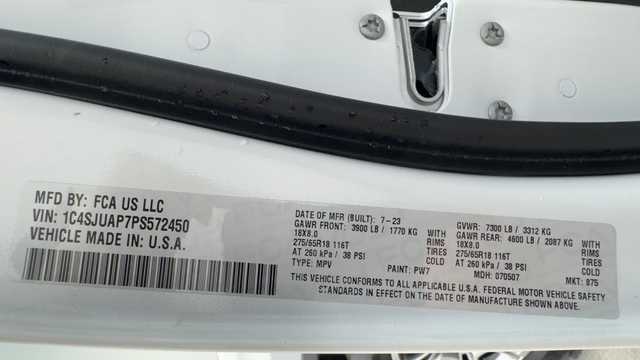 MFD BY: FCA US LLC
VIN: 1C4SJUAP7PS572450
VEHICLE MADE IN: U.S.A.
DATE OF MFR (BUILT): 7-23
GAWR FRONT: 3900 LB / 1770 KG WITH
18X8.0 RIMS
275/65R18 116T TIRES
AT 260 kPa / 38 PSI COLD
TYPE: MPV PAINT: PW7
GVWR: 7300 LB / 3312 KG
GAWR REAR: 4600 LB / 2087 KG WITH
18X8.0 RIMS
275/65R18 116T TIRES
AT 260 kPa / 38 PSI COLD
MDH: 070507 MKT: 875
THIS VEHICLE CONFORMS TO ALL APPLICABLE U.S.A. FEDERAL MOTOR VEHICLE SAFETY
STANDARDS IN EFFECT ON THE DATE OF MANUFACTURE SHOWN ABOVE.